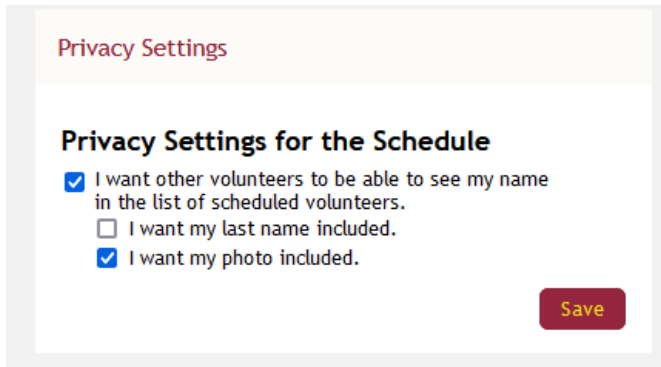 Privacy Settings
Privacy Settings for the Schedule
I want other volunteers to be able to see my name
in the list of scheduled volunteers.
I want my last name included.
I want my photo included.
Save